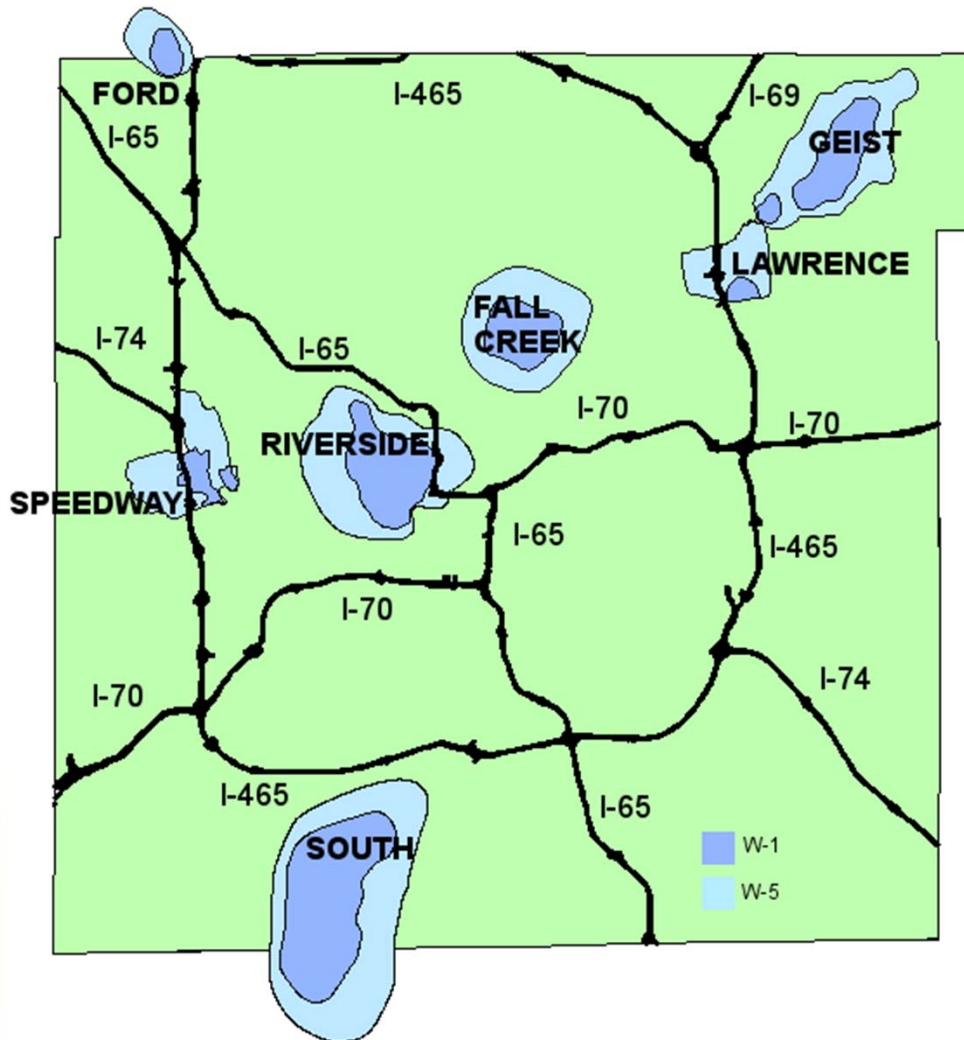 I-465
I-69
FORD
I-65
GEIST
LAWRENCE
FALL
CREEK
I-74
I-65
I-70
I-70
RIVERSIDE
SPEEDWAY
I-65
I-465
I-70
I-74
I-70
I-465
I-65
SOUTH
W-1
W-5